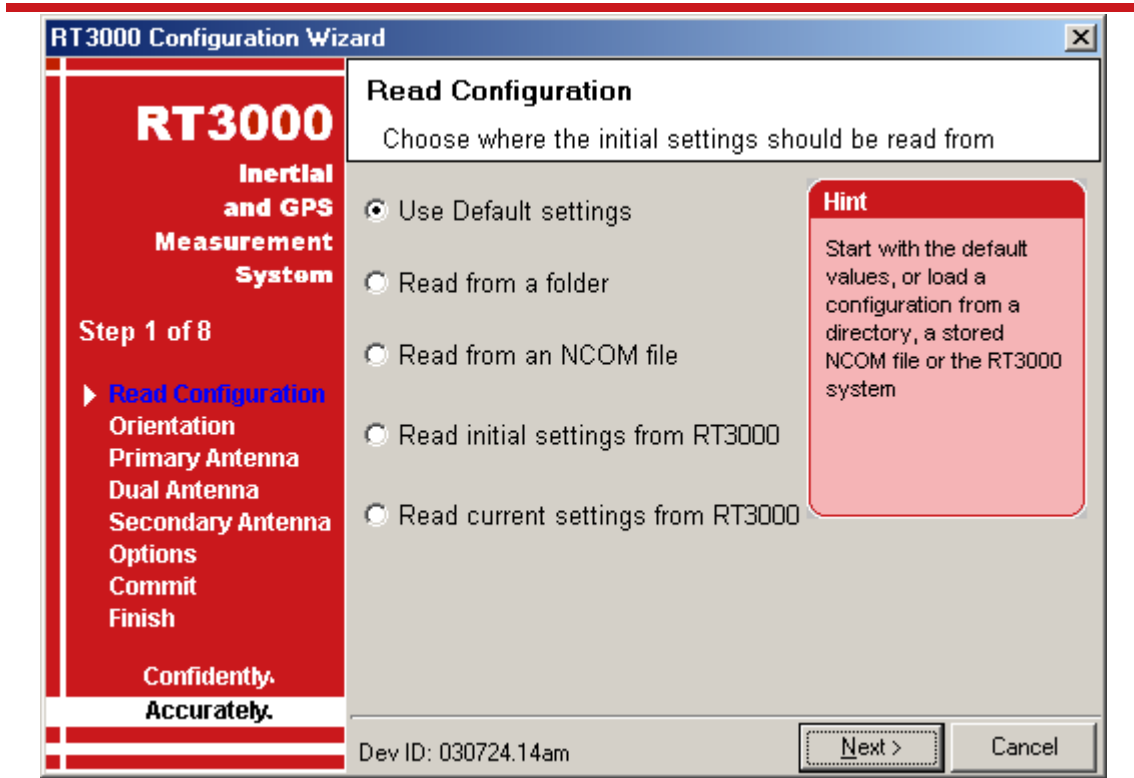 RT3000 Configuration Wizard
RT3000
Inertial
and GPS
Measurement
System
Step 1 of 8
Read Configuration
Orientation
Primary Antenna
Dual Antenna
Secondary Antenna
Options
Commit
Finish
Confidently.
Accurately.
Read Configuration
Choose where the initial settings should be read from
Use Default settings
Read from a folder
Read from an NCOM file
Read initial settings from RT3000
Read current settings from RT3000
Hint
Start with the default
values, or load a
configuration from a
directory, a stored
NCOM file or the RT3000
system
Dev ID: 030724.14am
Next >
Cancel